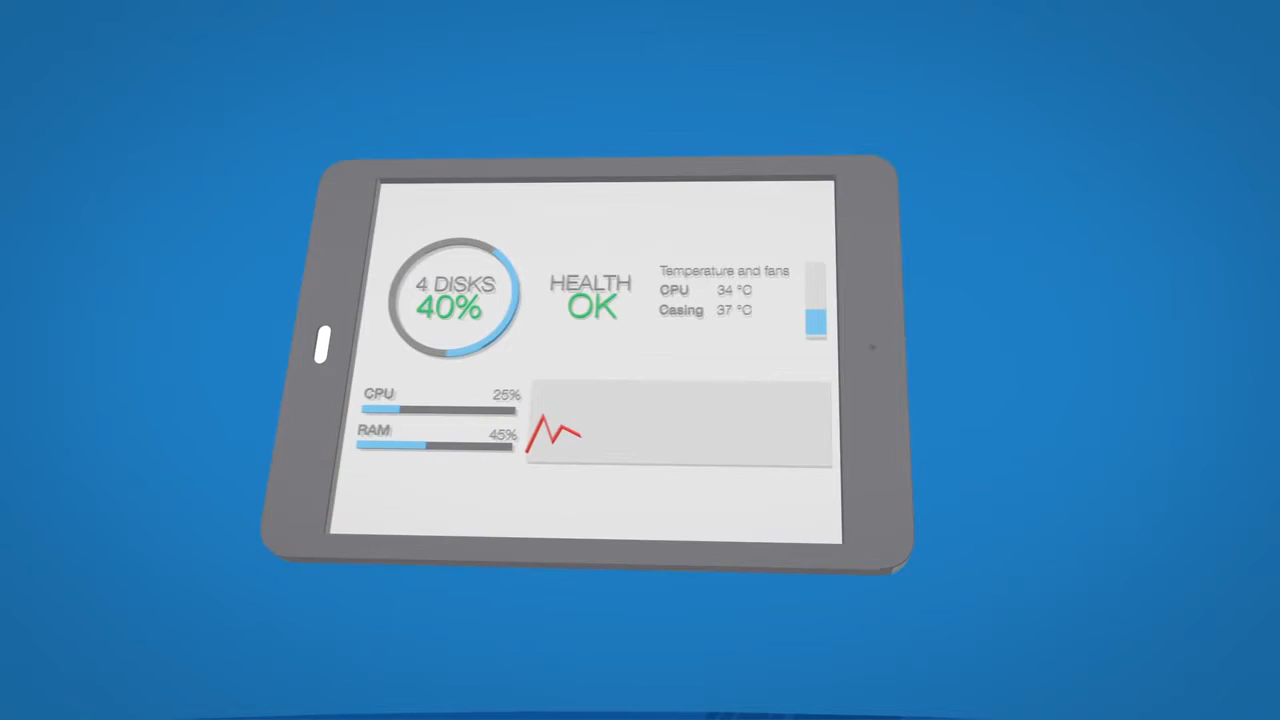 4 DISKS
40%
HEALTH
OK
Temperature and fans
CPU 34 °C
Casing 37 °C
CPU 25%
RAM 45%